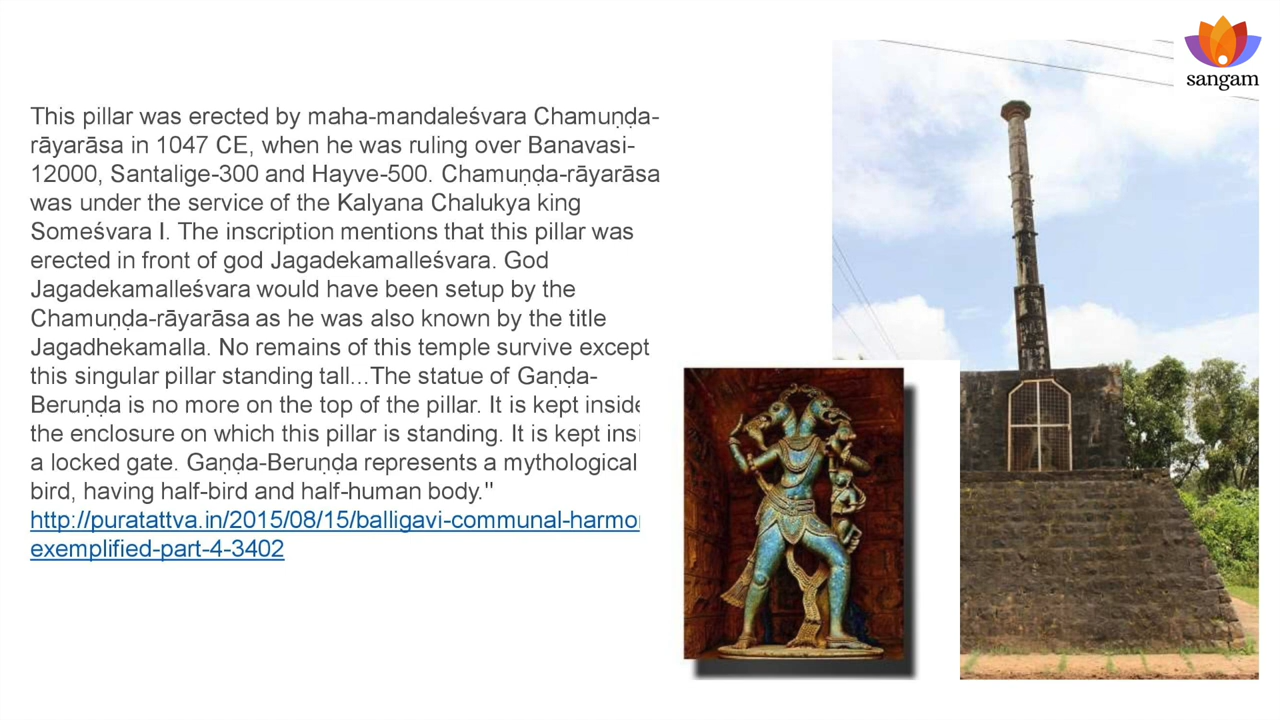 sangam
This pillar was erected by maha-mandaleśvara Chamuṇḍa-
rāyarāsa in 1047 CE, when he was ruling over Banavasi-
12000, Santalige-300 and Hayve-500. Chamuṇḍa-rāyarāsa
was under the service of the Kalyana Chalukya king
Someśvara I. The inscription mentions that this pillar was
erected in front of god Jagadekamalleśvara. God
Jagadekamalleśvara would have been setup by the
Chamuṇḍa-rāyarāsa as he was also known by the title
Jagadhekamalla. No remains of this temple survive except
this singular pillar standing tall...The statue of Gaṇḍa-
Beruṇḍa is no more on the top of the pillar. It is kept inside
the enclosure on which this pillar is standing. It is kept insi
a locked gate. Gaṇḍa-Beruṇḍa represents a mythological
bird, having half-bird and half-human body."
http://puratattva.in/2015/08/15/balligavi-communal-harmo
exemplified-part-4-3402